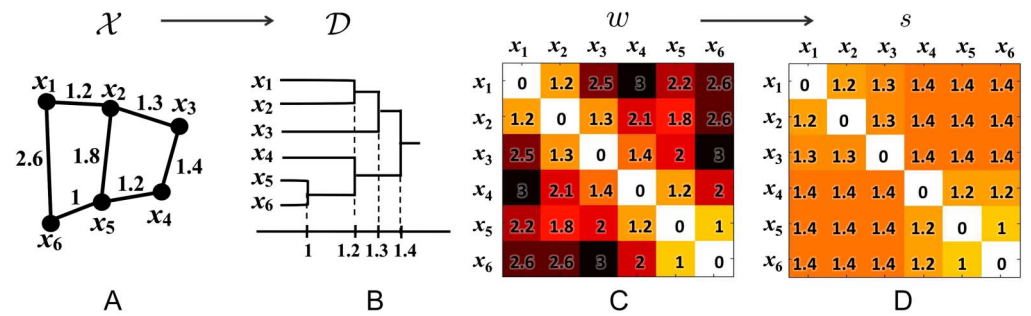 𝒳 → 𝒟
w → s
x1 x2 x3 x4 x5 x6
x1 x2 x3 x4 x5 x6
x1 1.2 x2 1.3 x3
2.6 1.8 1.4
1 1.2
x6 x5 x4
A
x1
x2
x3
x4
x5
x6
1 1.2 1.3 1.4
B
x1 0 1.2 2.5 3 2.2 2.6
x2 1.2 0 1.3 2.1 1.8 2.6
x3 2.5 1.3 0 1.4 2 3
x4 3 2.1 1.4 0 1.2 2
x5 2.2 1.8 2 1.2 0 1
x6 2.6 2.6 3 2 1 0
C
x1 0 1.2 1.3 1.4 1.4 1.4
x2 1.2 0 1.3 1.4 1.4 1.4
x3 1.3 1.3 0 1.4 1.4 1.4
x4 1.4 1.4 1.4 0 1.2 1.2
x5 1.4 1.4 1.4 1.2 0 1
x6 1.4 1.4 1.4 1.2 1 0
D